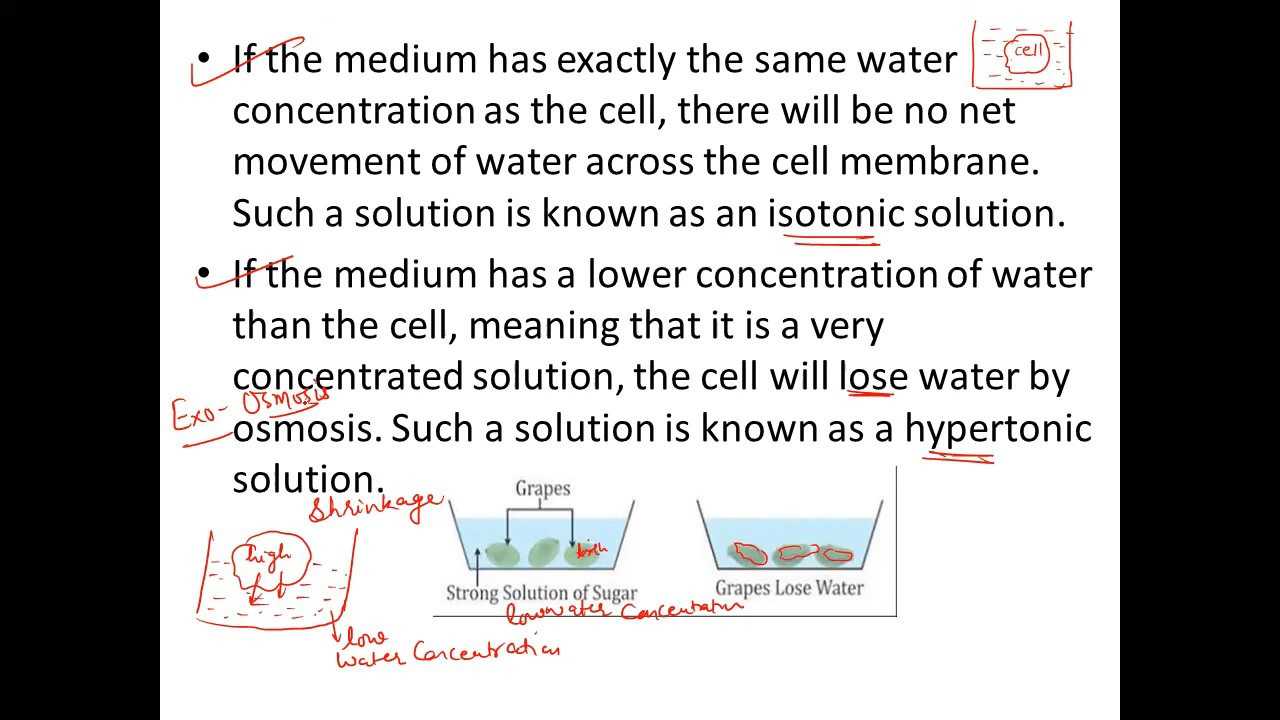 • If the medium has exactly the same water
cell
concentration as the cell, there will be no net
movement of water across the cell membrane.
Such a solution is known as an isotonic solution.
• If the medium has a lower concentration of water
than the cell, meaning that it is a very
concentrated solution, the cell will lose water by
Exo- Osmosis
osmosis. Such a solution is known as a hypertonic
solution.
Shrinkage
Grapes
high
Strong Solution of Sugar
Grapes Lose Water
low water Concentration
low
water Concentration